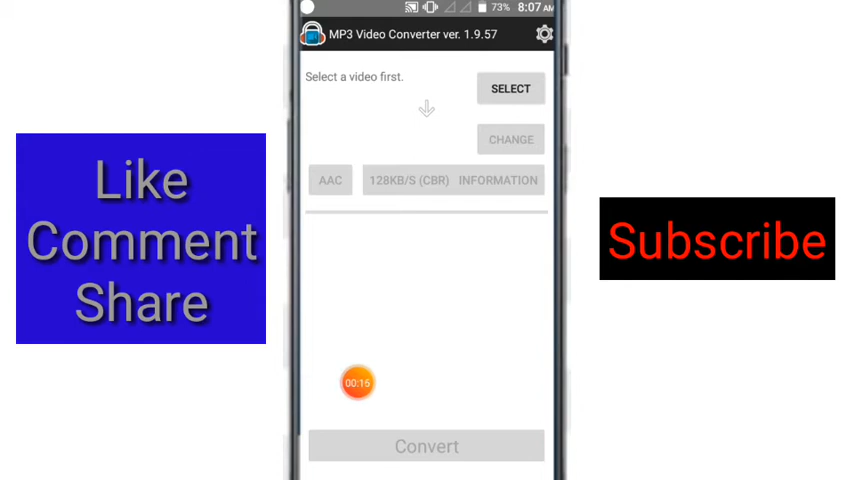 73% 8:07 AM
MP3 Video Converter ver. 1.9.57
Select a video first.
SELECT
CHANGE
AAC 128KB/S (CBR) INFORMATION
Like
Comment
Share
Subscribe
00:16
Convert